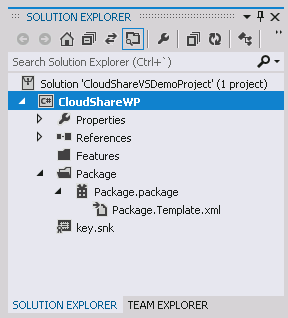 SOLUTION EXPLORER
Search Solution Explorer (Ctrl+`)
Solution 'CloudShareVSDemoProject' (1 project)
C# CloudShareWP
Properties
References
Features
Package
Package.package
Package.Template.xml
key.snk
SOLUTION EXPLORER TEAM EXPLORER